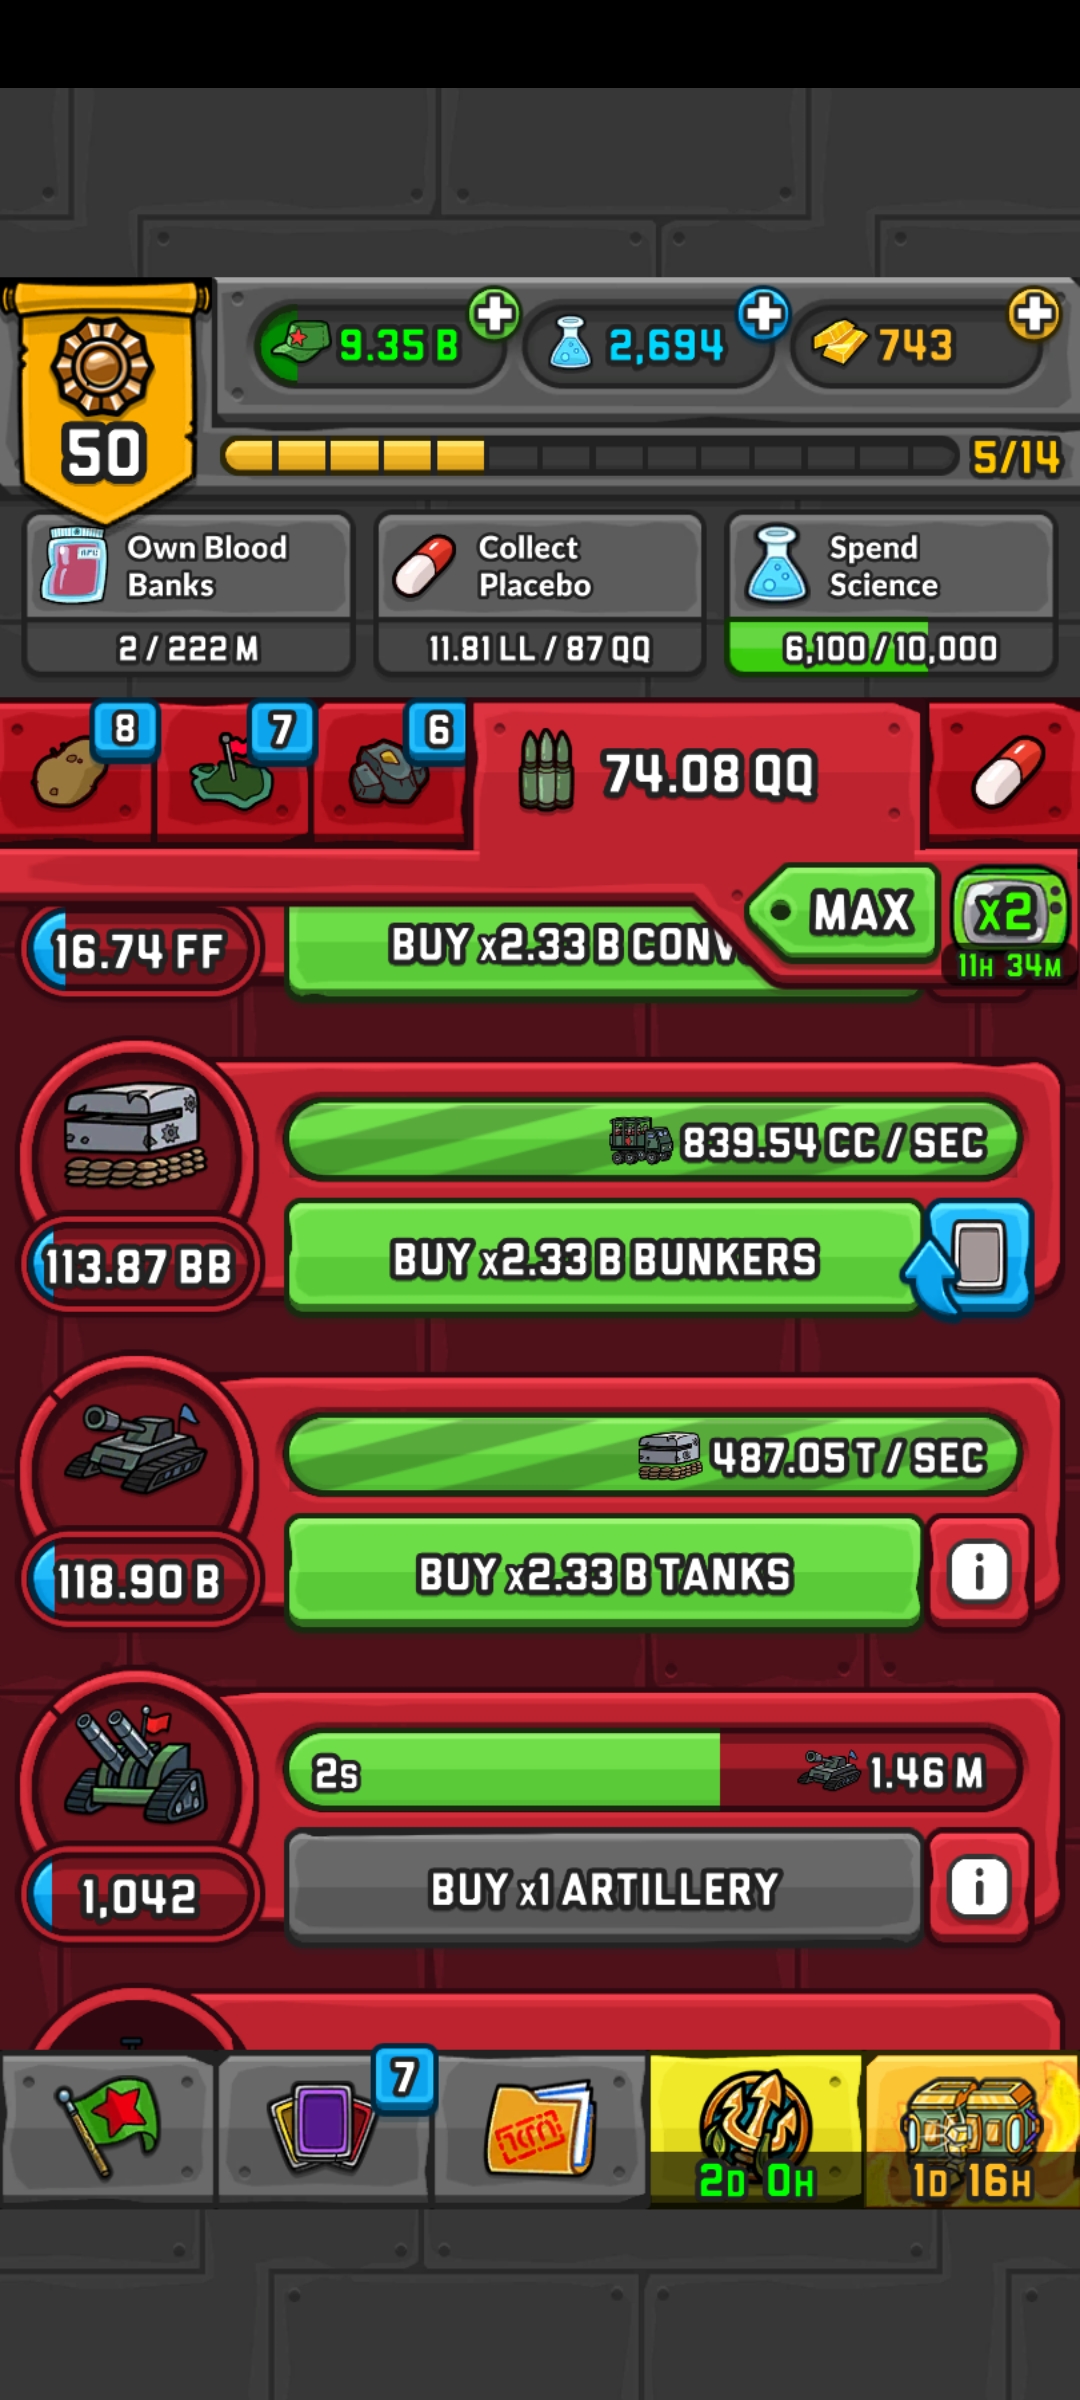 9.35 B
2,694
743
50
5/14
Own Blood
Banks
2 / 222 M
Collect
Placebo
11.81 LL / 87 QQ
Spend
Science
6,100 / 10,000
8
7
6
74.08 QQ
MAX
x2
11H 34M
16.74 FF
BUY x2.33 B CONV
839.54 CC / SEC
113.87 BB
BUY x2.33 B BUNKERS
487.05 T / SEC
118.90 B
BUY x2.33 B TANKS
i
2s
1.46 M
1,042
BUY x1 ARTILLERY
i
7
2D 0H
1D 16H